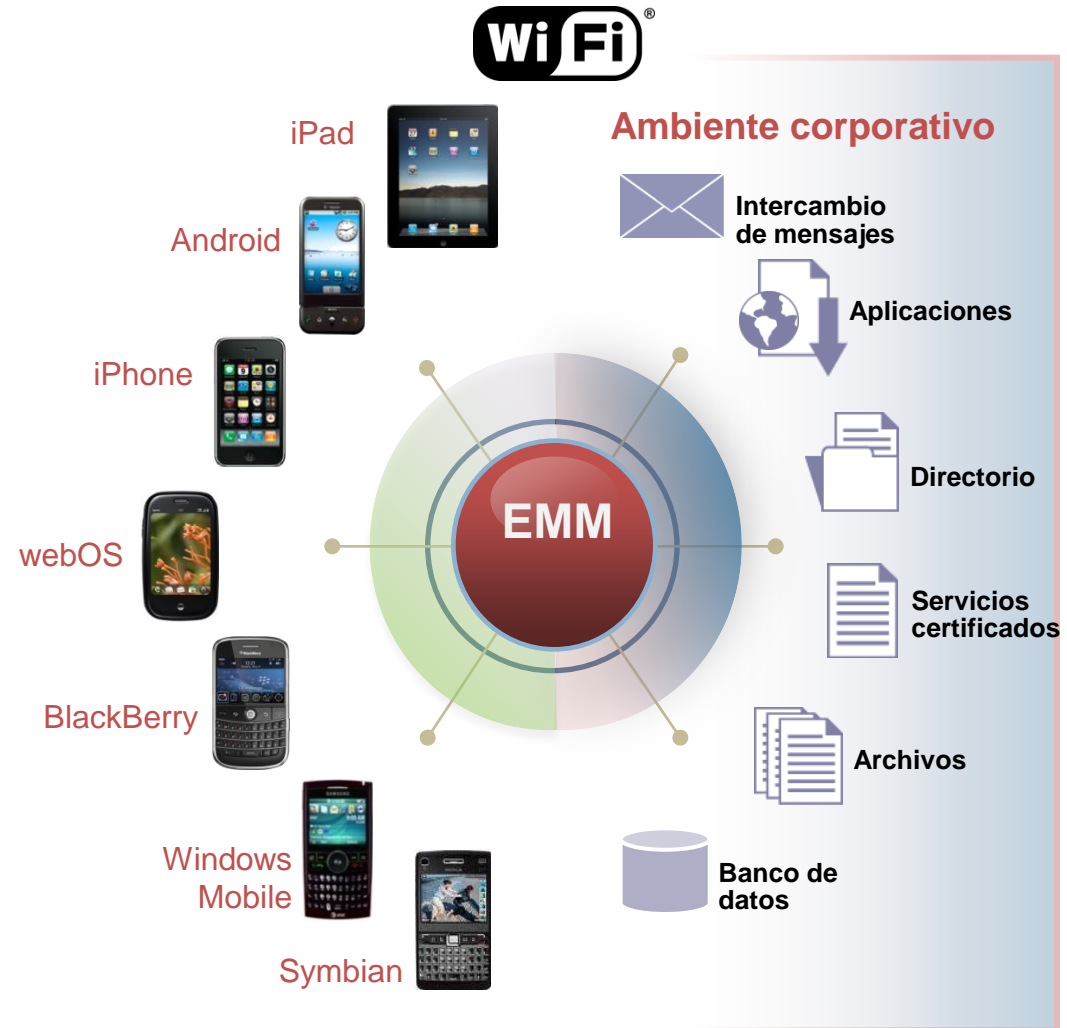 Wi Fi®
iPad
Ambiente corporativo
Intercambio
de mensajes
Android
Aplicaciones
iPhone
Directorio
EMM
webOS
Servicios
certificados
BlackBerry
Archivos
Windows
Mobile
Banco de
datos
Symbian